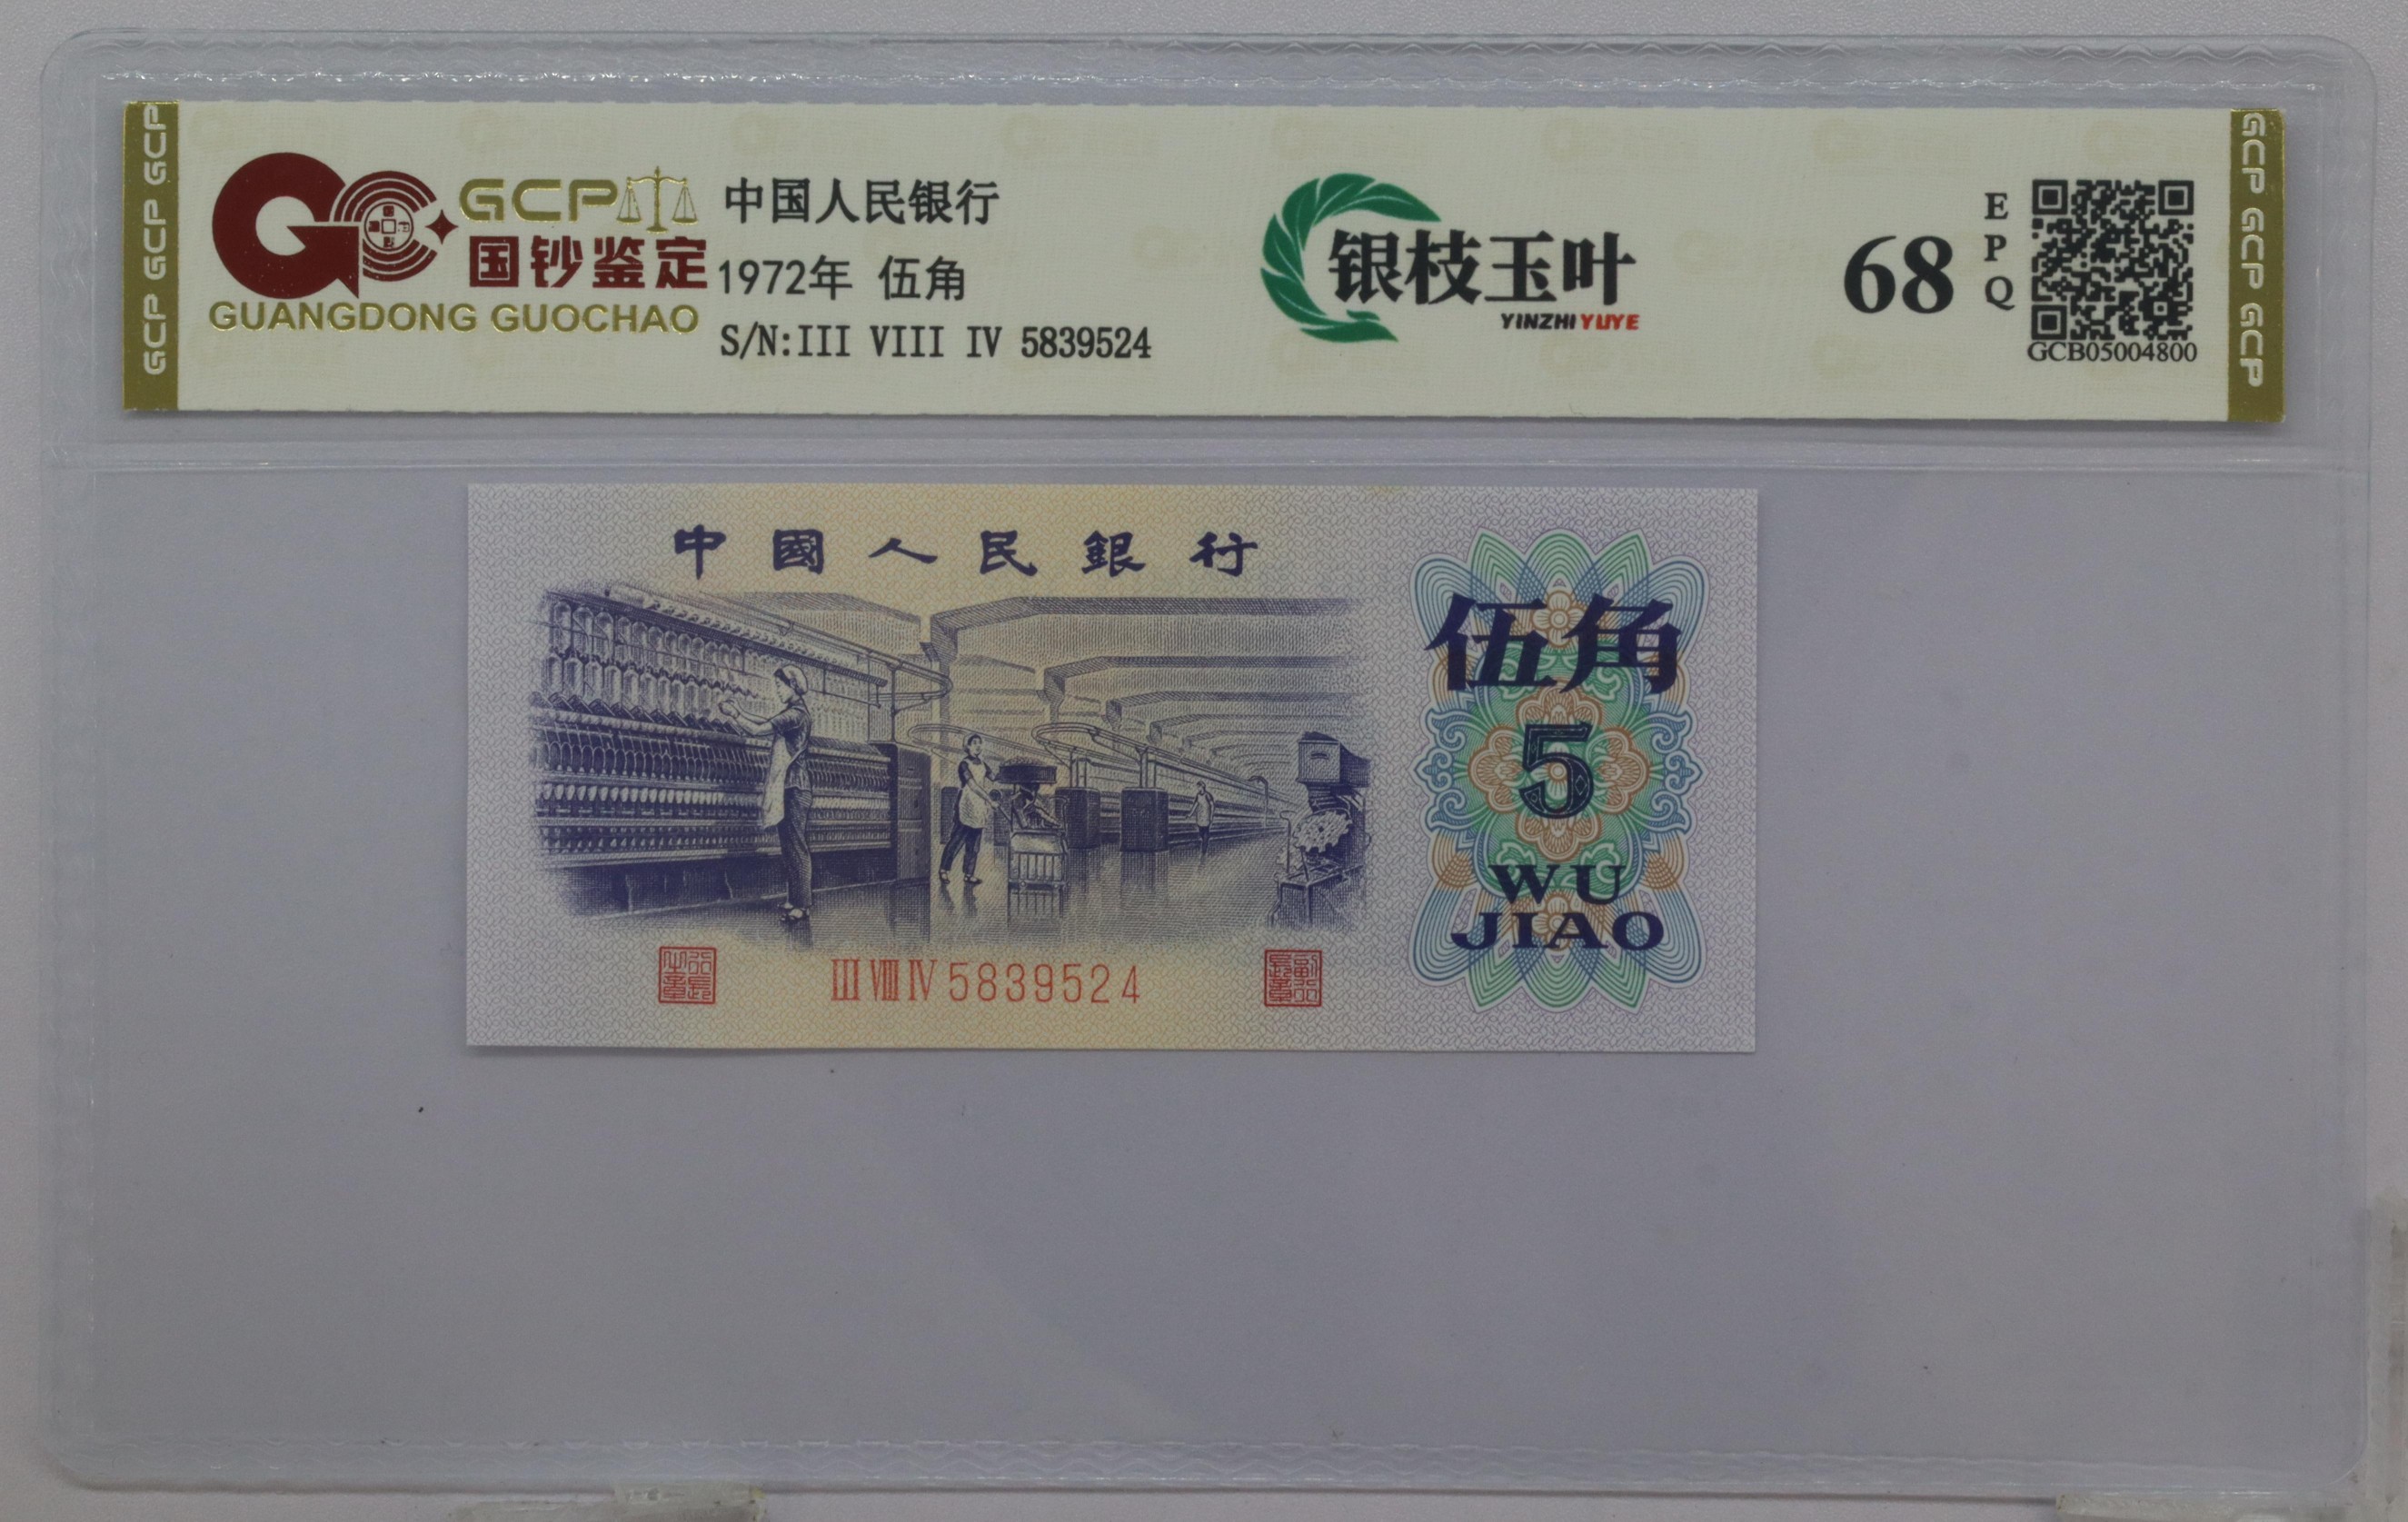 GCP GCP GCP
GCP
国钞鉴定
GUANGDONG GUOCHAO
中国人民银行
1972年 伍角
S/N:III VIII IV 5839524
银枝玉叶
YINZHI YUYE
68
EPQ
GCB05004800
GCP GCP GCP
中國人民銀行
伍角
5
WU
JIAO
III VIII IV 5839524